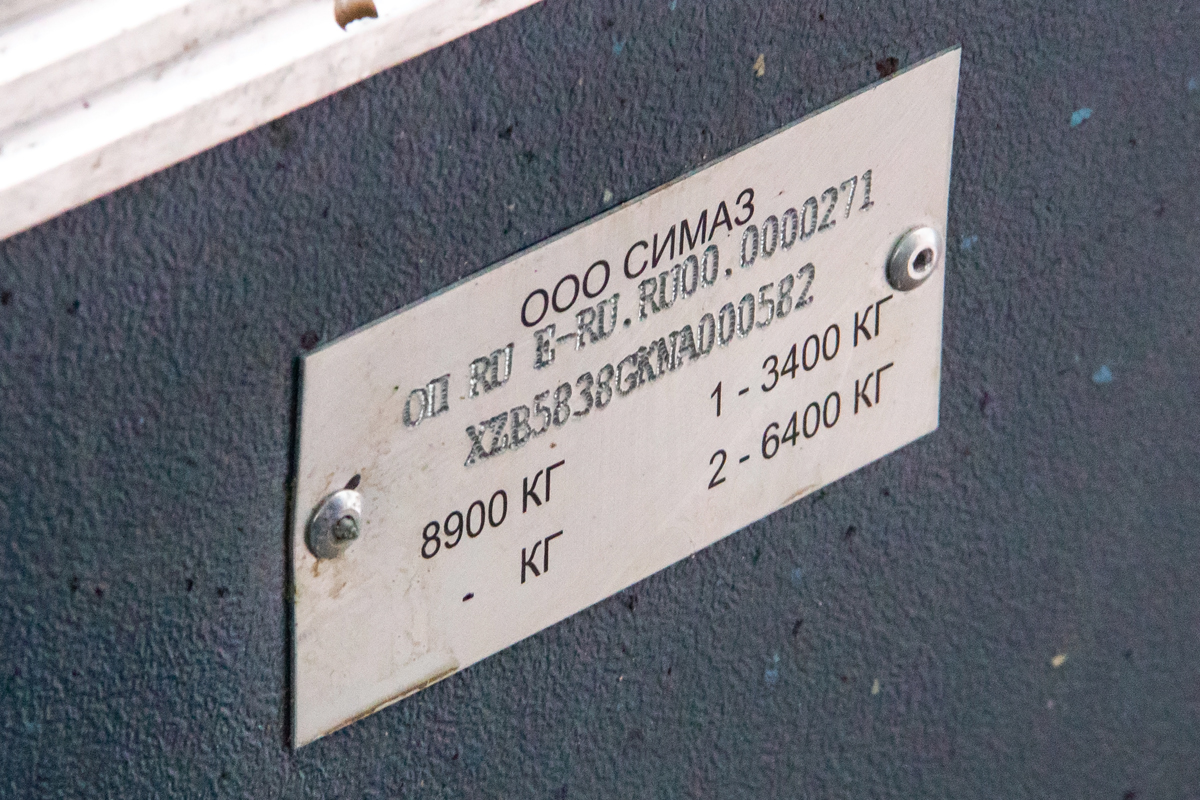 ООО СИМАЗ
ОП RU E-RU.RU00.0000271
XZB5838GKNA000582
8900 КГ
1 - 3400 КГ
- КГ
2 - 6400 КГ